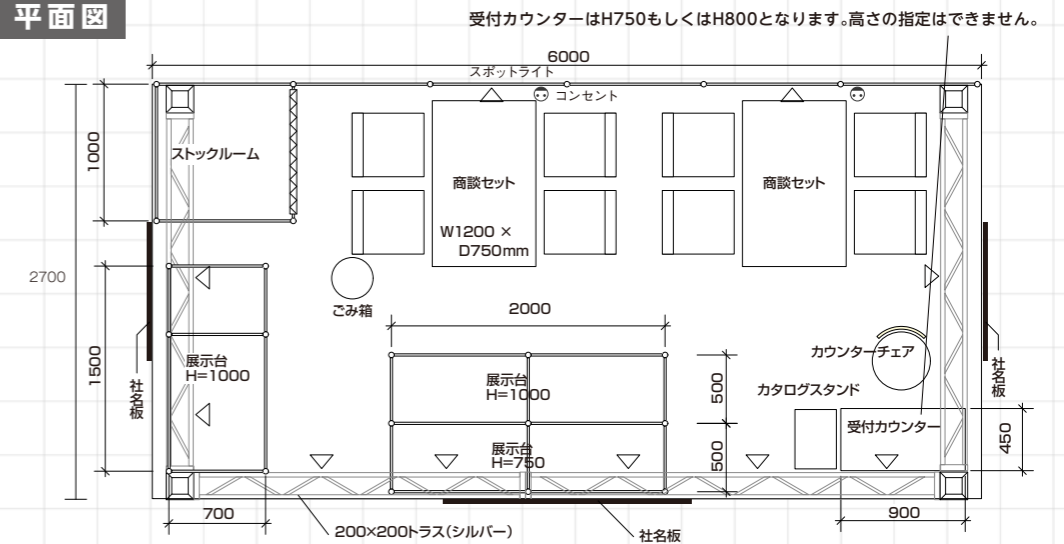 平面図
受付カウンターはH750もしくはH800となります。高さの指定はできません。
6000
スポットライト
コンセント
1000
ストックルーム
商談セット
商談セット
W1200 ×
D750mm
2700
ごみ箱
2000
1500
展示台
H=1000
社名板
カウンターチェア
社名板
展示台
H=1000
500
カタログスタンド
受付カウンター
450
展示台
H=750
500
700
200×200トラス(シルバー)
社名板
900